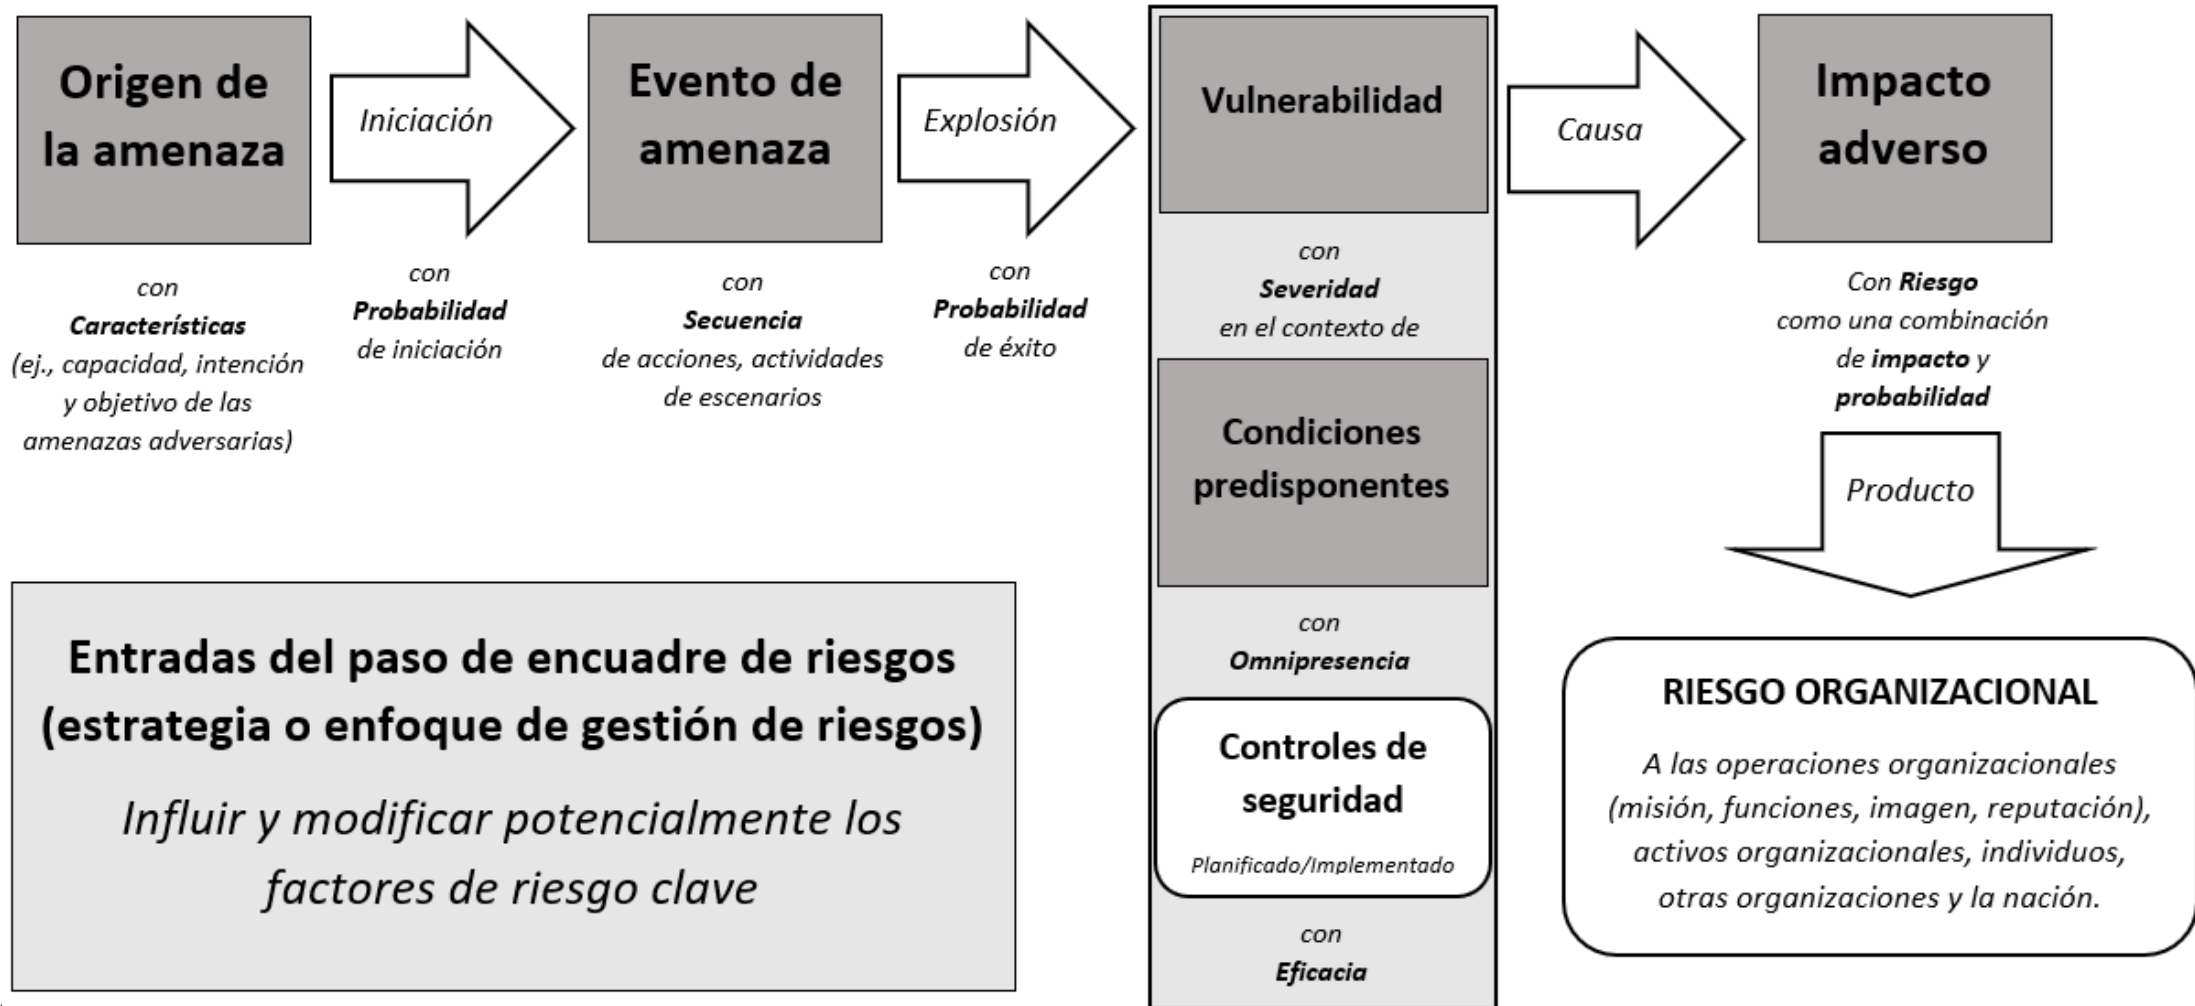 Origen de
la amenaza
con
Características
(ej., capacidad, intención
y objetivo de las
amenazas adversarias)
Iniciación
con
Probabilidad
de iniciación
Evento de
amenaza
con
Secuencia
de acciones, actividades
de escenarios
Explosión
con
Probabilidad
de éxito
Vulnerabilidad
con
Severidad
en el contexto de
Condiciones
predisponentes
con
Omnipresencia
Controles de
seguridad
Planificado/Implementado
con
Eficacia
Causa
Impacto
adverso
Con Riesgo
como una combinación
de impacto y
probabilidad
Producto
RIESGO ORGANIZACIONAL
A las operaciones organizacionales
(misión, funciones, imagen, reputación),
activos organizacionales, individuos,
otras organizaciones y la nación.
Entradas del paso de encuadre de riesgos
(estrategia o enfoque de gestión de riesgos)
Influir y modificar potencialmente los
factores de riesgo clave